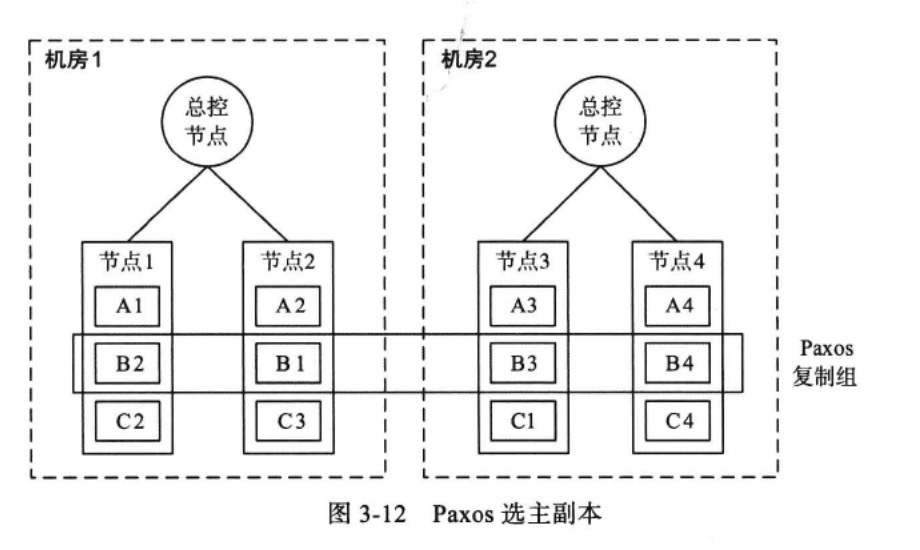 机房1
机房2
总控
节点
总控
节点
节点1
节点2
节点3
节点4
A1
A2
A3
A4
B2
B1
B3
B4
Paxos
复制组
C2
C3
C1
C4
图 3-12 Paxos 选主副本